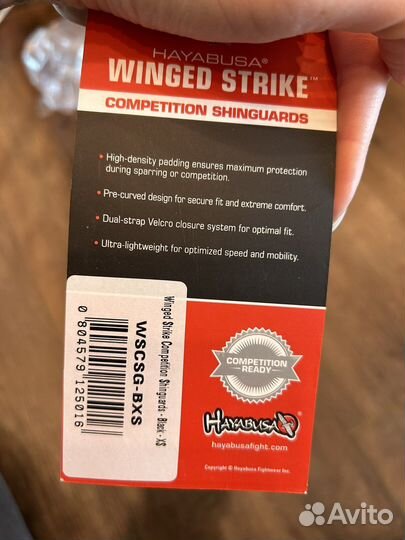 HAYABUSA®
WINGED STRIKE™
COMPETITION SHINGUARDS
• High-density padding ensures maximum protection
during sparring or competition.
• Pre-curved design for secure fit and extreme comfort.
• Dual-strap Velcro closure system for optimal fit.
• Ultra-lightweight for optimized speed and mobility.
Winged Strike Competition Shinguards - Black - XS
WSCSG-BXS
0 804579 125016
COMPETITION
READY
HAYABUSA®
hayabusafight.com
Copyright © Hayabusa Fightwear Inc.
Avito